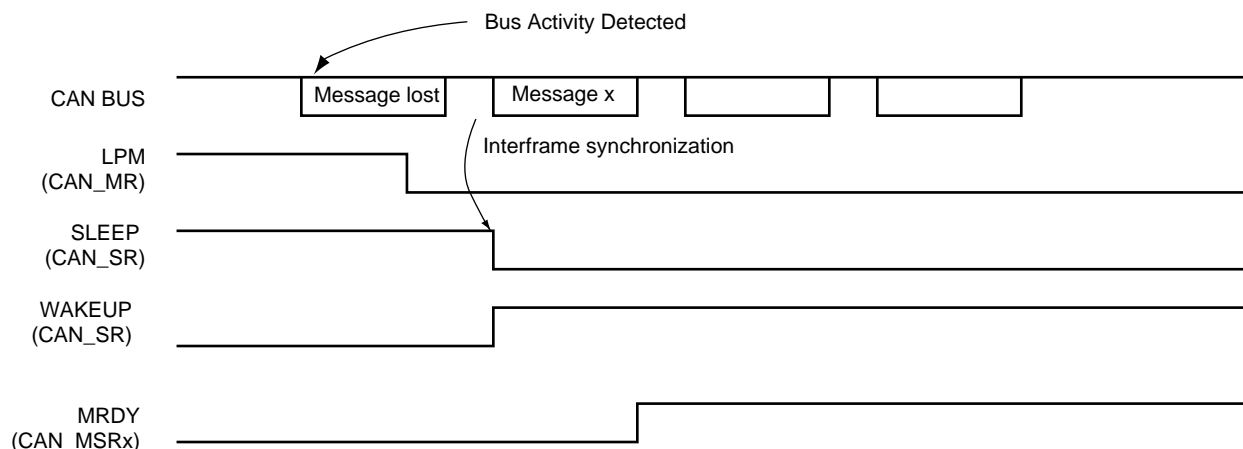 Bus Activity Detected
CAN BUS
Message lost
Message x
Interframe synchronization
LPM
(CAN_MR)
SLEEP
(CAN_SR)
WAKEUP
(CAN_SR)
MRDY
(CAN_MSRx)